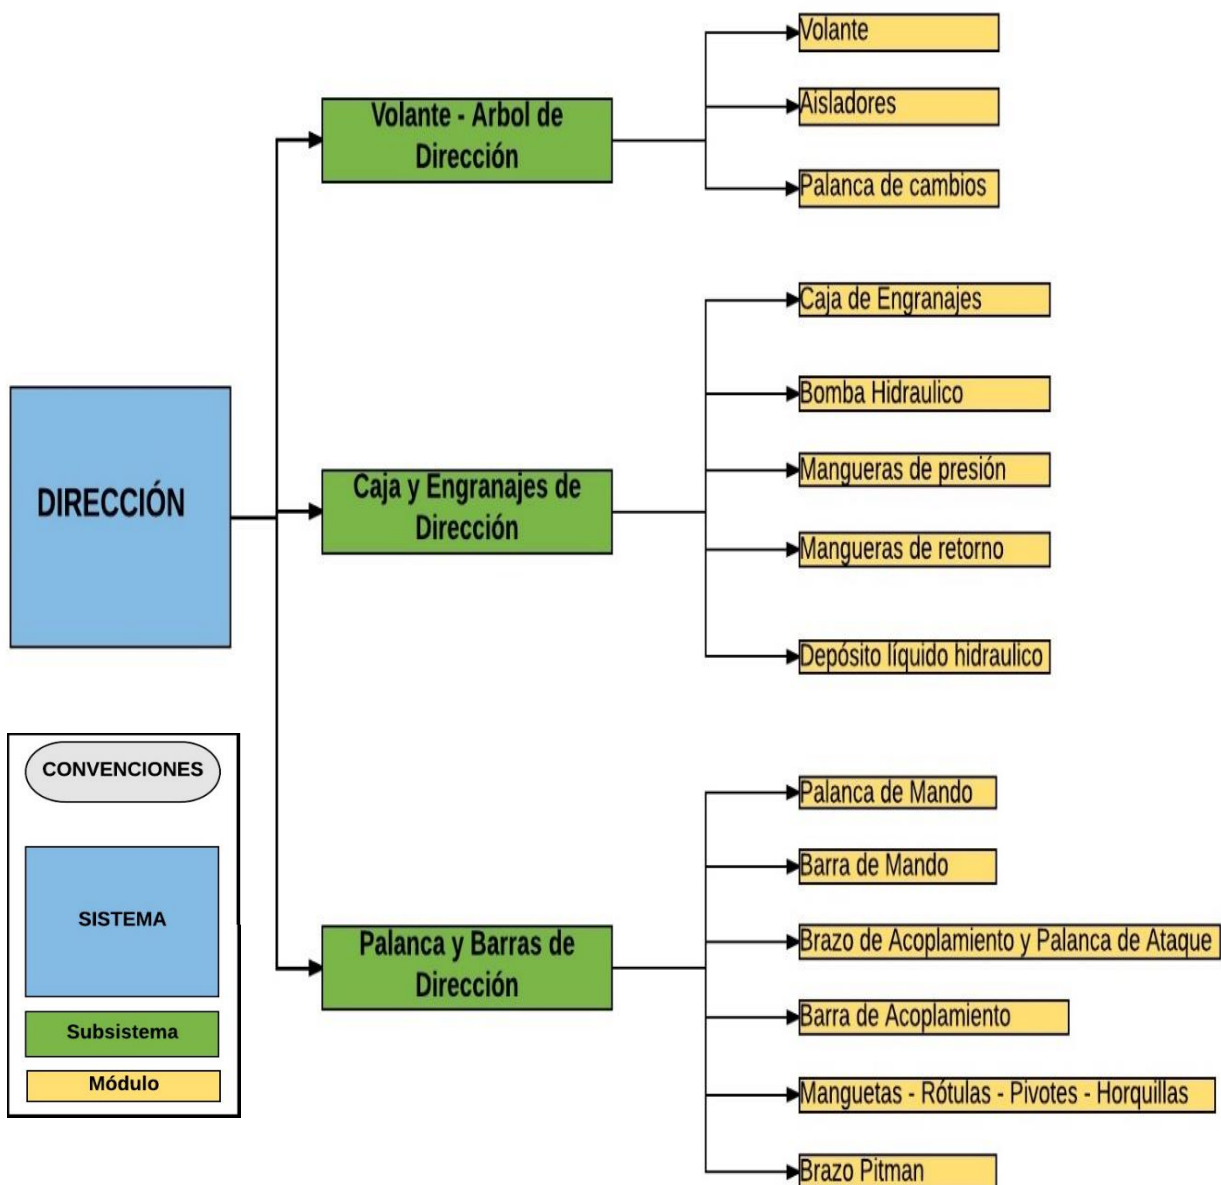 Volante
Volante - Arbol de
Dirección
Aisladores
Palanca de cambios
Caja de Engranajes
Bomba Hidraulico
DIRECCIÓN
Caja y Engranajes de
Dirección
Mangueras de presión
Mangueras de retorno
Depósito líquido hidraulico
CONVENCIONES
SISTEMA
Subsistema
Módulo
Palanca y Barras de
Dirección
Palanca de Mando
Barra de Mando
Brazo de Acoplamiento y Palanca de Ataque
Barra de Acoplamiento
Manguetas - Rótulas - Pivotes - Horquillas
Brazo Pitman